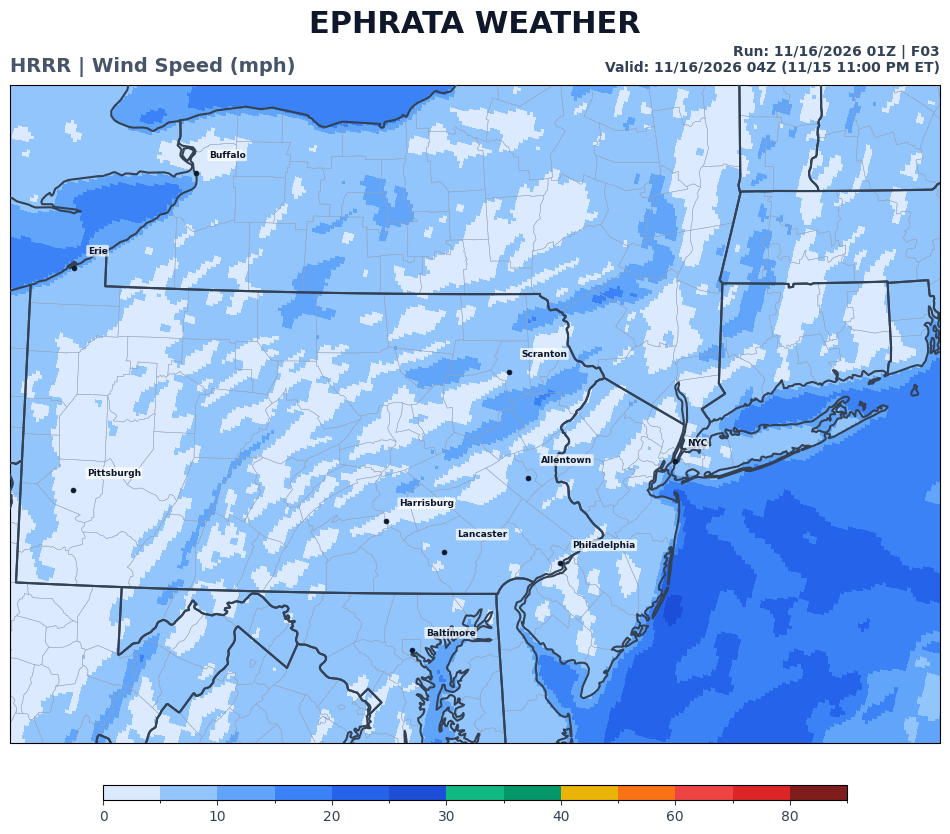 EPHRATA WEATHER
HRRR | Wind Speed (mph)
Run: 11/16/2026 01Z | F03
Valid: 11/16/2026 04Z (11/15 11:00 PM ET)
Buffalo
Erie
Scranton
NYC
Allentown
Pittsburgh
Harrisburg
Lancaster
Philadelphia
Baltimore
0 10 20 30 40 50 60 70 80